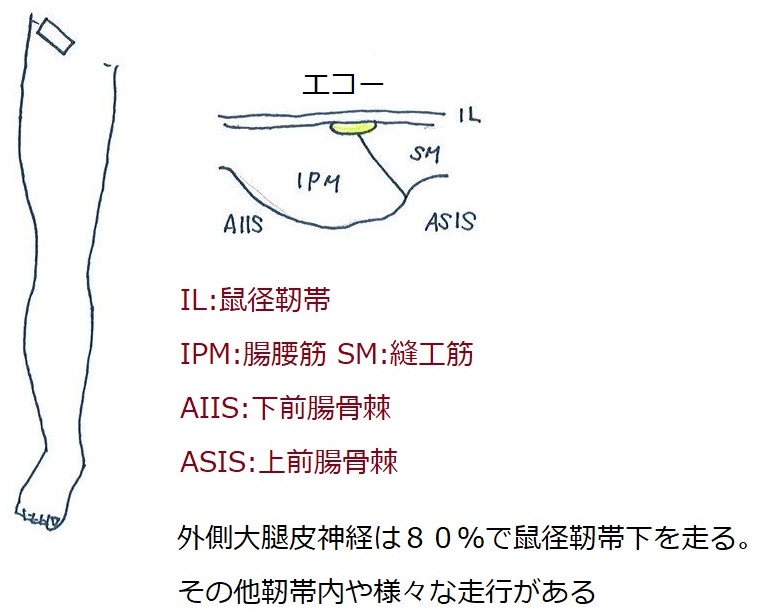 エコー
IL
SM
IPM
AIIS
ASIS
IL:鼠径靭帯
IPM:腸腰筋 SM:縫工筋
AIIS:下前腸骨棘
ASIS:上前腸骨棘
外側大腿皮神経は８０%で鼠径靭帯下を走る。
その他靭帯内や様々な走行がある